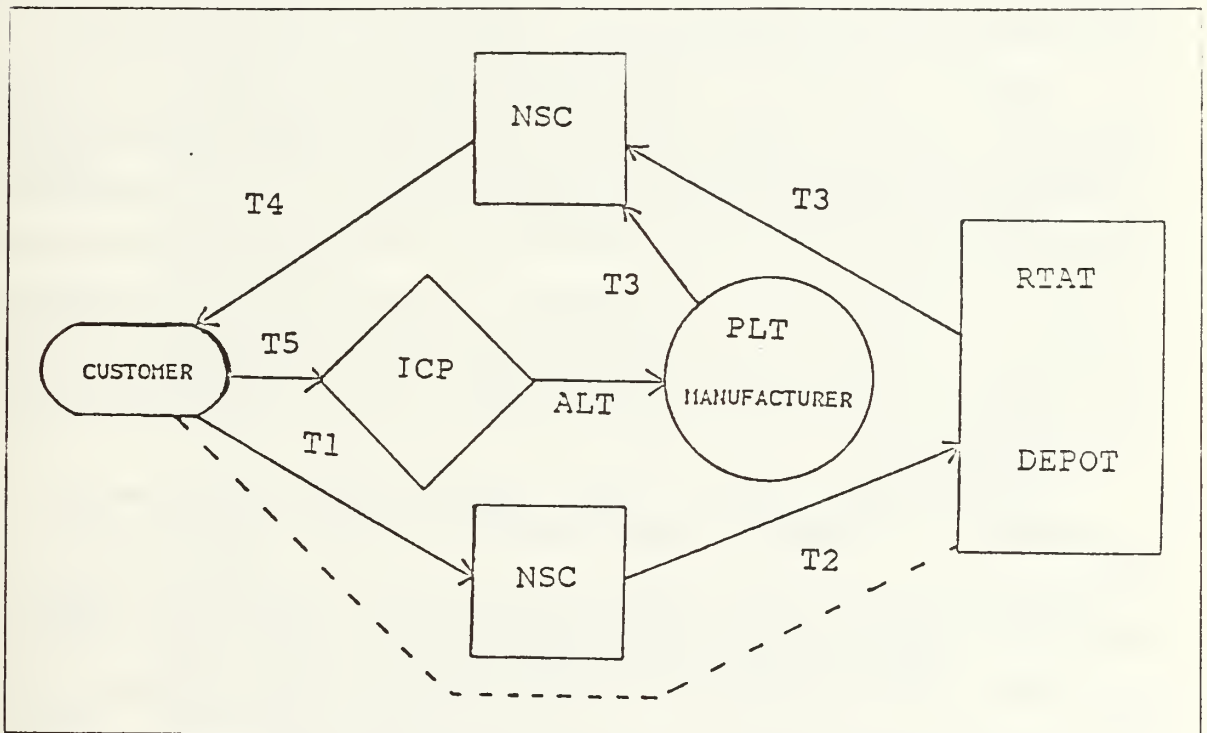 NSC
T4
T3
T3
RTAT
PLT
T5
ICP
CUSTOMER
ALT
MANUFACTURER
T1
DEPOT
NSC
T2